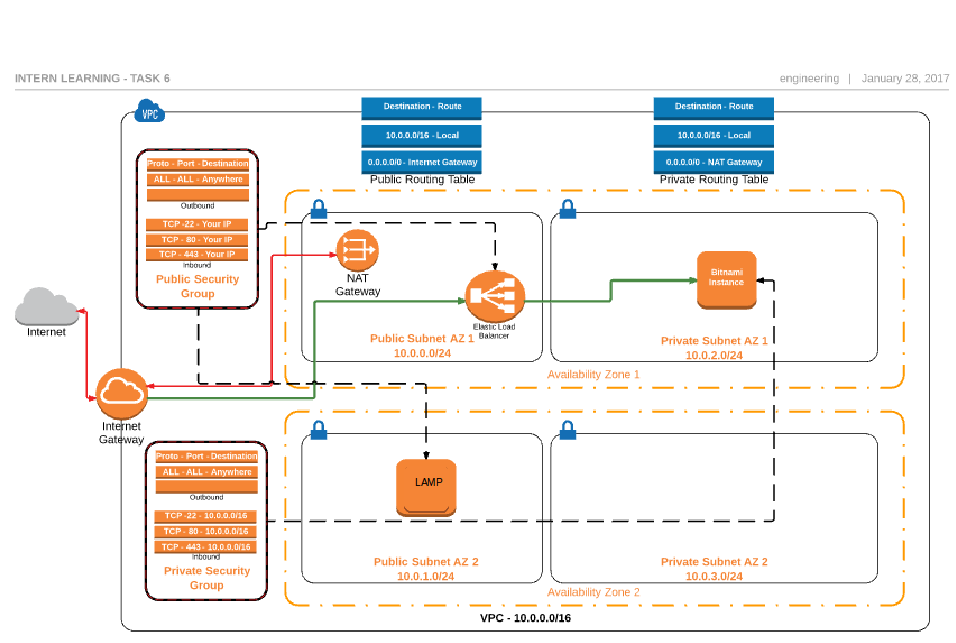 INTERN LEARNING - TASK 6
engineering | January 28, 2017
VPC
Destination - Route
10.0.0.0/16 - Local
0.0.0.0/0 - Internet Gateway
Public Routing Table
Destination - Route
10.0.0.0/16 - Local
0.0.0.0/0 - NAT Gateway
Private Routing Table
Proto - Port - Destination
ALL - ALL - Anywhere
Outbound
TCP -22 - Your IP
TCP - 80 - Your IP
TCP - 443 - Your IP
Inbound
Public Security
Group
NAT
Gateway
Elastic Load
Balancer
Public Subnet AZ 1
10.0.0.0/24
Bitnami
Instance
Private Subnet AZ 1
10.0.2.0/24
Availability Zone 1
Internet
Internet
Gateway
Proto - Port - Destination
ALL - ALL - Anywhere
Outbound
TCP -22 - 10.0.0.0/16
TCP - 80 - 10.0.0.0/16
TCP - 443 - 10.0.0.0/16
Inbound
Private Security
Group
LAMP
Public Subnet AZ 2
10.0.1.0/24
Private Subnet AZ 2
10.0.3.0/24
Availability Zone 2
VPC - 10.0.0.0/16